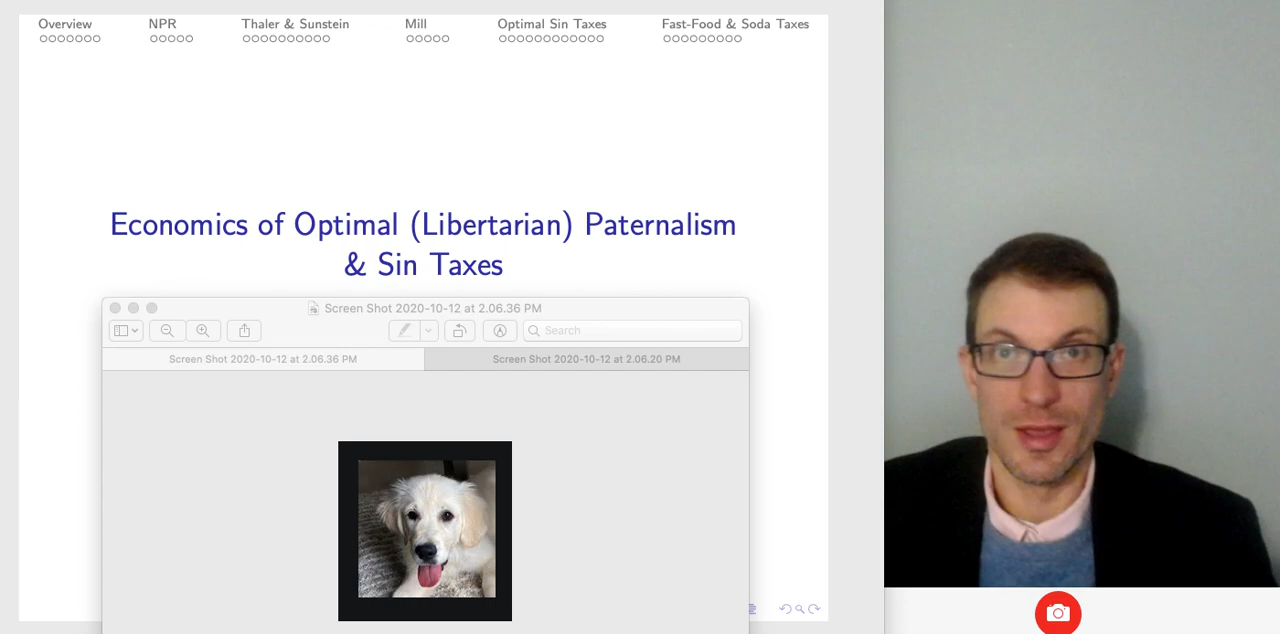 Overview NPR Thaler & Sunstein Mill Optimal Sin Taxes Fast-Food & Soda Taxes
Economics of Optimal (Libertarian) Paternalism
& Sin Taxes
Screen Shot 2020-10-12 at 2.06.36 PM
Search
Screen Shot 2020-10-12 at 2.06.36 PM Screen Shot 2020-10-12 at 2.06.20 PM